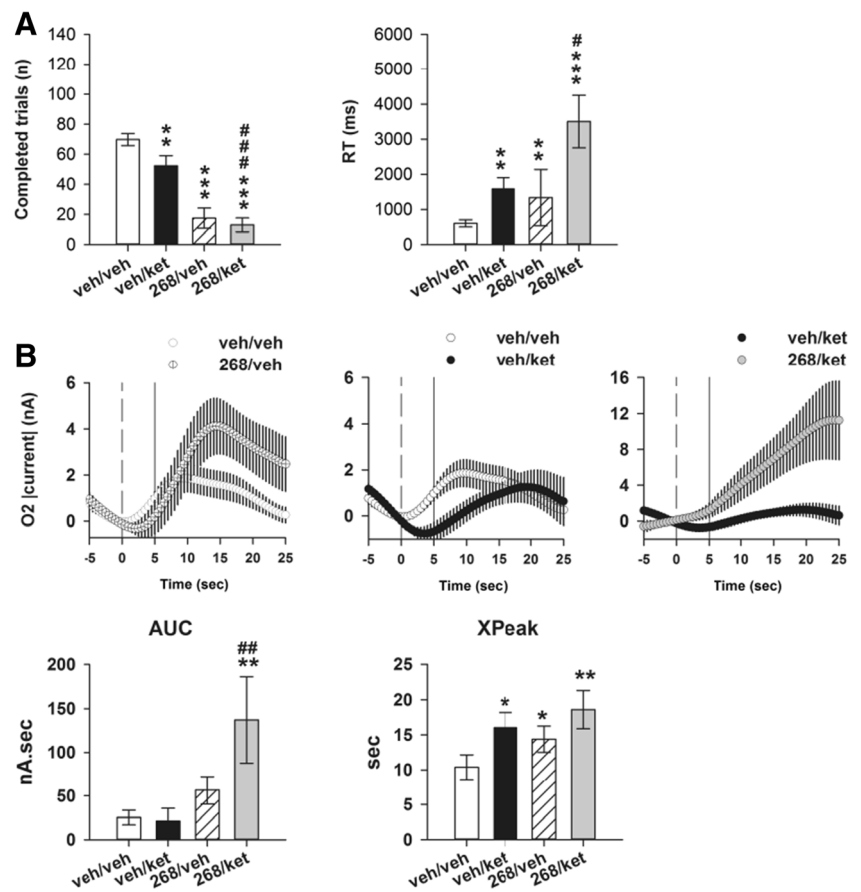 A
Completed trials (n)
140
120
100
80
60
40
20
0
**
***
###***
veh/veh
veh/ket
268/veh
268/ket
RT (ms)
6000
5000
4000
3000
2000
1000
0
**
**
#***
veh/veh
veh/ket
268/veh
268/ket
B
veh/veh
268/veh
O2 |current| (nA)
6
4
2
0
-5 0 5 10 15 20 25
Time (sec)
veh/veh
veh/ket
6
4
2
0
-5 0 5 10 15 20 25
Time (sec)
veh/ket
268/ket
16
12
8
4
0
-5 0 5 10 15 20 25
Time (sec)
AUC
nA.sec
200
150
100
50
0
##
**
veh/veh
veh/ket
268/veh
268/ket
XPeak
sec
25
20
15
10
5
0
*
*
**
veh/veh
veh/ket
268/veh
268/ket